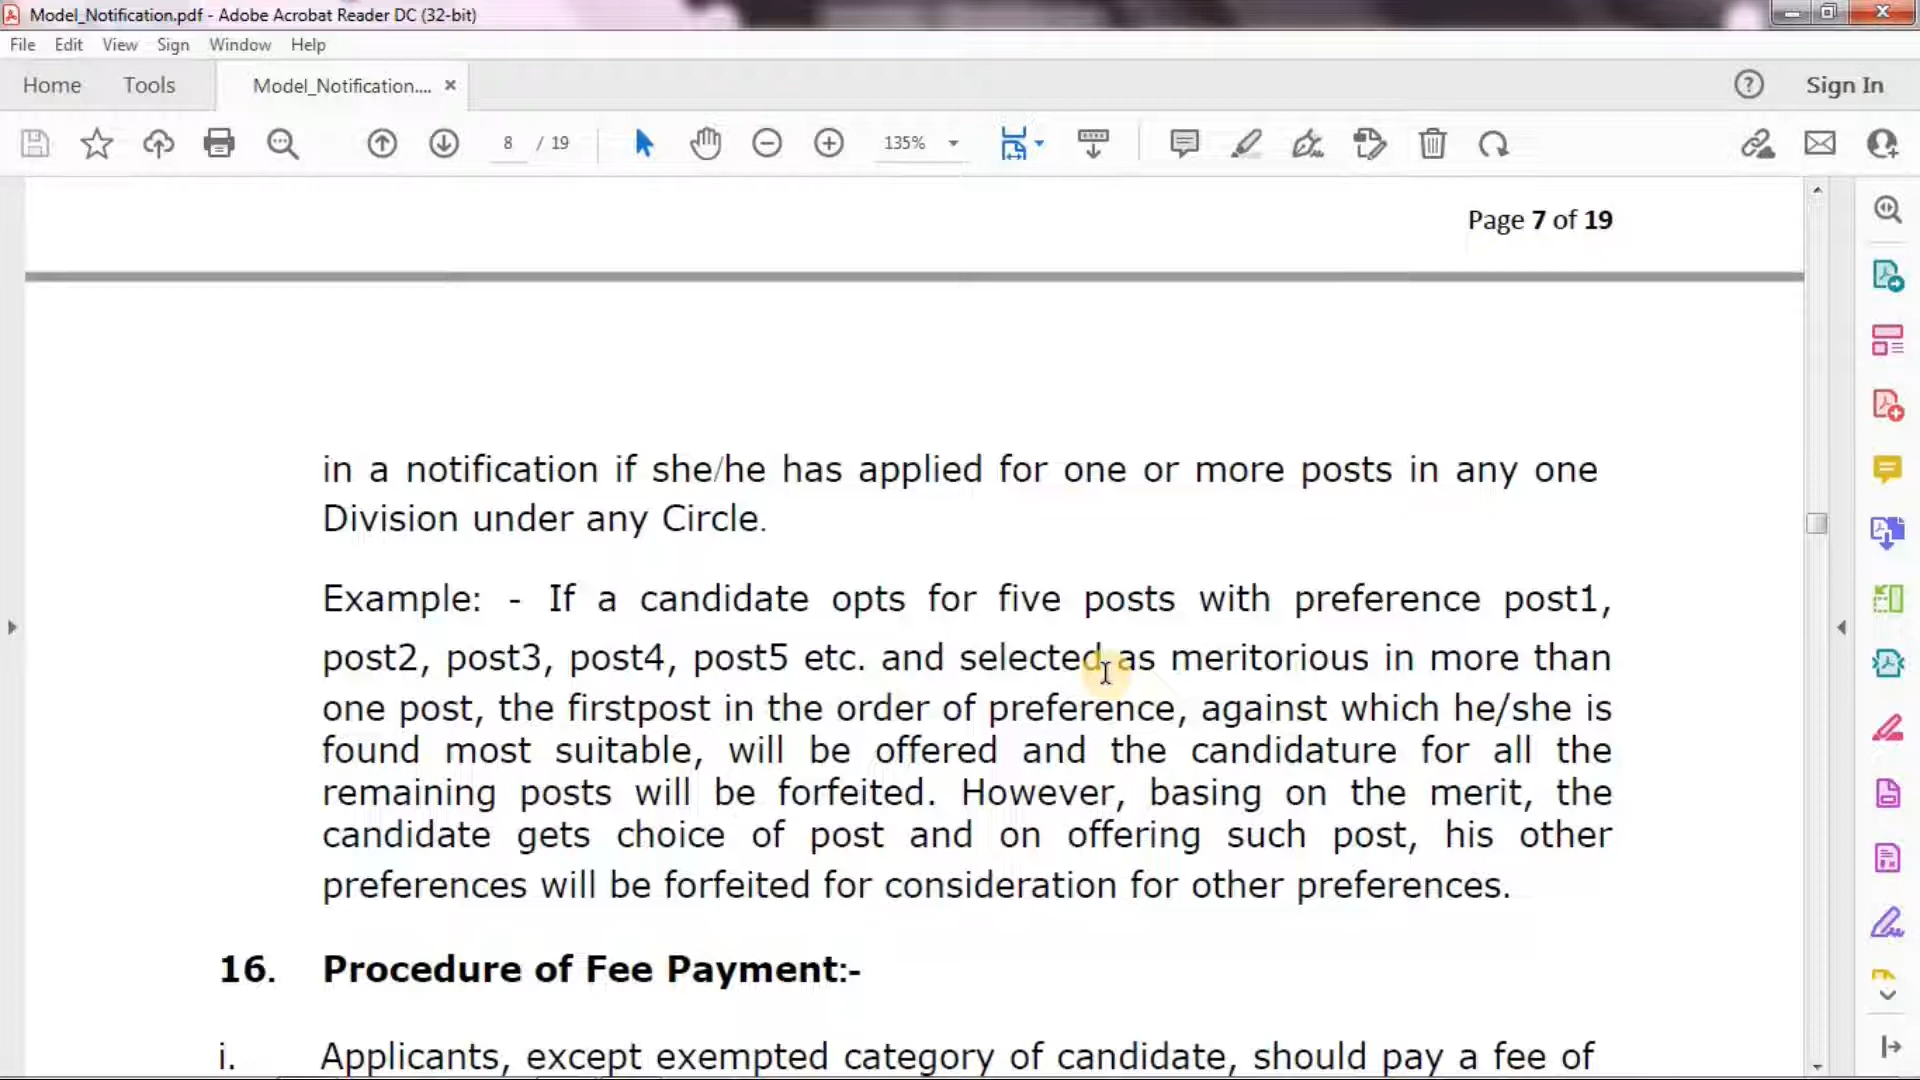 Model_Notification.pdf - Adobe Acrobat Reader DC (32-bit)
File Edit View Sign Window Help
Home Tools Model_Notification.... × Sign In
8 / 19 135%
Page 7 of 19
in a notification if she/he has applied for one or more posts in any one
Division under any Circle.
Example: - If a candidate opts for five posts with preference post1,
post2, post3, post4, post5 etc. and selected as meritorious in more than
one post, the firstpost in the order of preference, against which he/she is
found most suitable, will be offered and the candidature for all the
remaining posts will be forfeited. However, basing on the merit, the
candidate gets choice of post and on offering such post, his other
preferences will be forfeited for consideration for other preferences.
16. Procedure of Fee Payment:-
i. Applicants, except exempted category of candidate, should pay a fee of